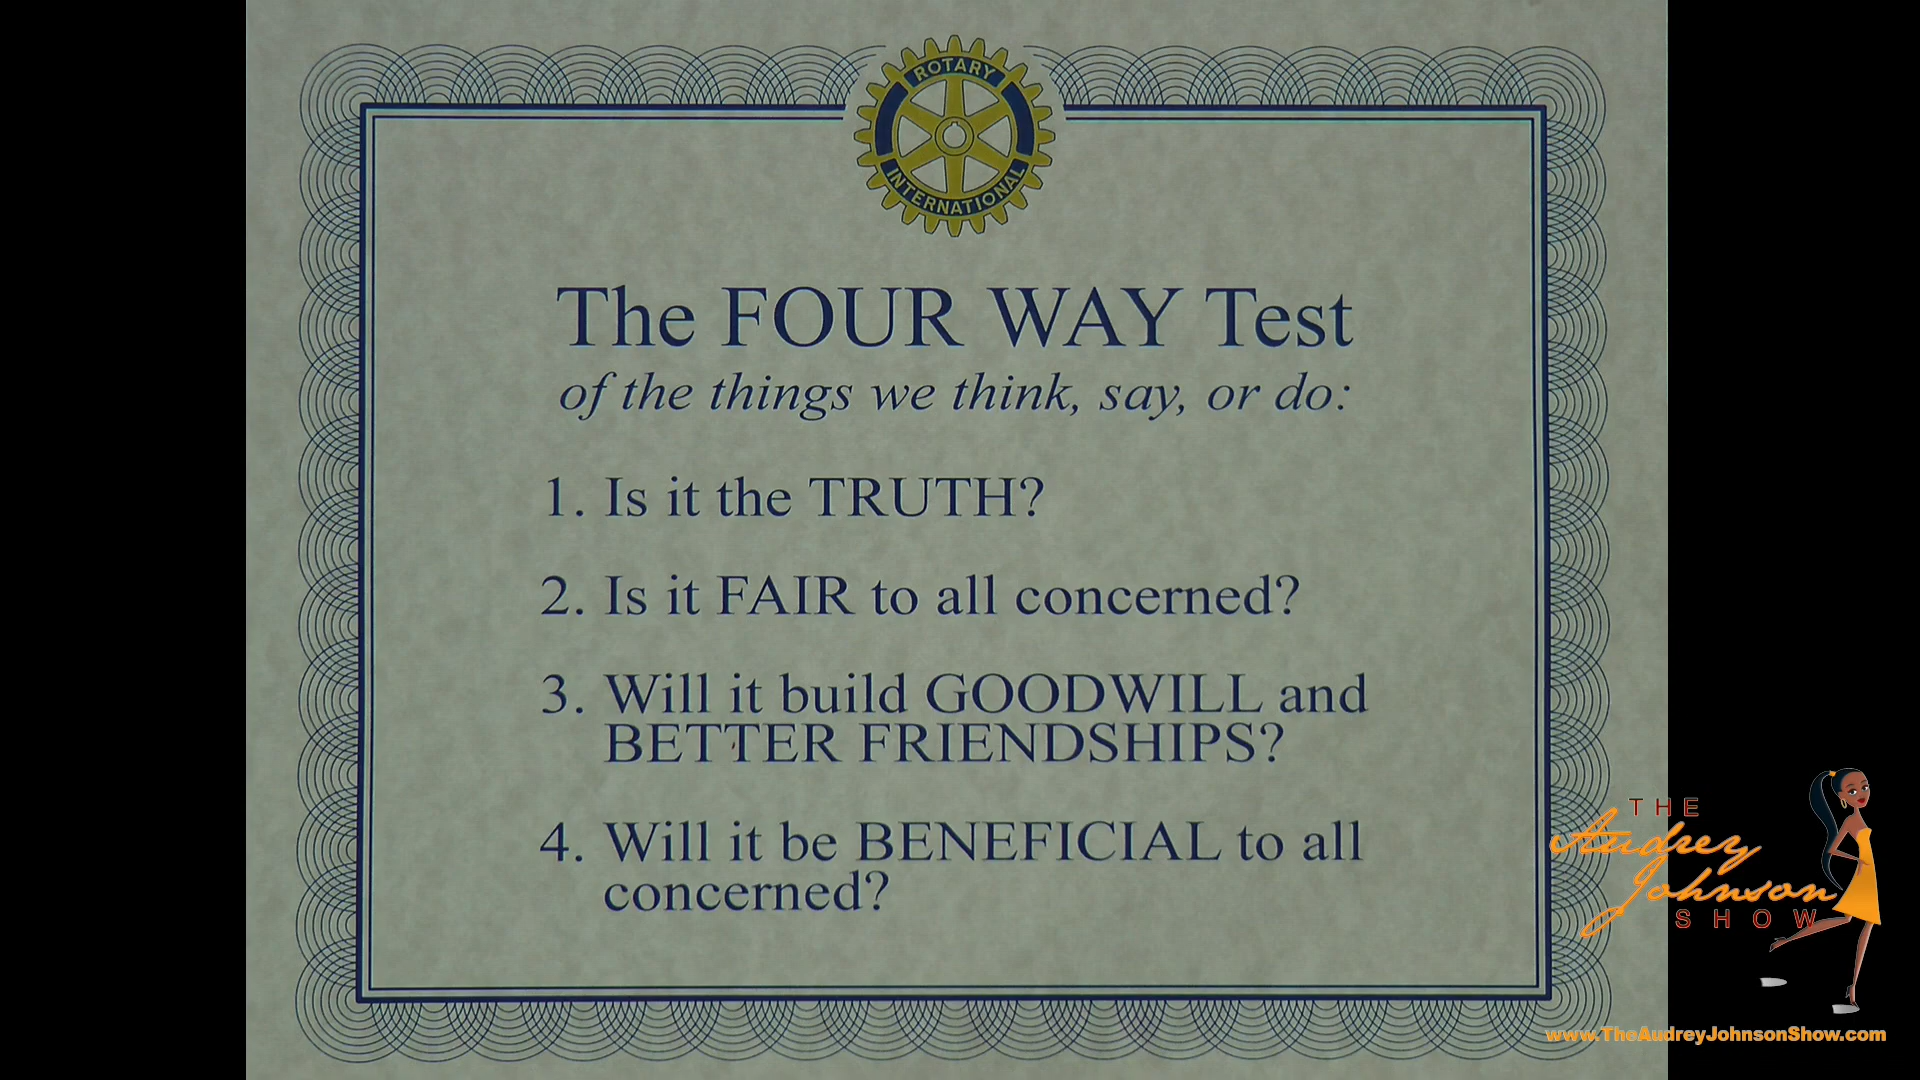 ROTARY
INTERNATIONAL
The FOUR WAY Test
of the things we think, say, or do:
1. Is it the TRUTH?
2. Is it FAIR to all concerned?
3. Will it build GOODWILL and
BETTER FRIENDSHIPS?
4. Will it be BENEFICIAL to all
concerned?
THE
Audrey
Johnson
SHOW
www.TheAudreyJohnsonShow.com